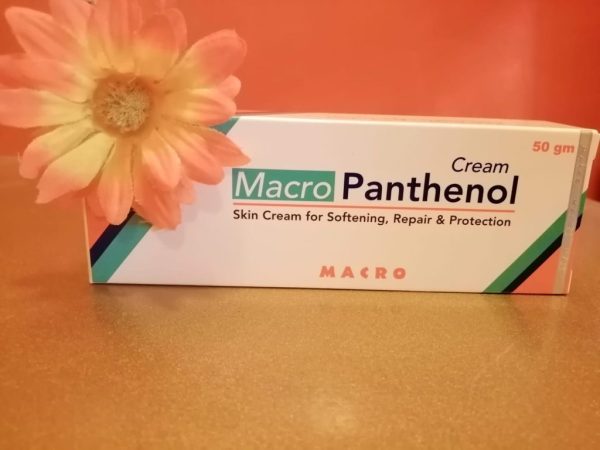 50 gm
Cream
Macro Panthenol
Skin Cream for Softening, Repair & Protection
MACRO